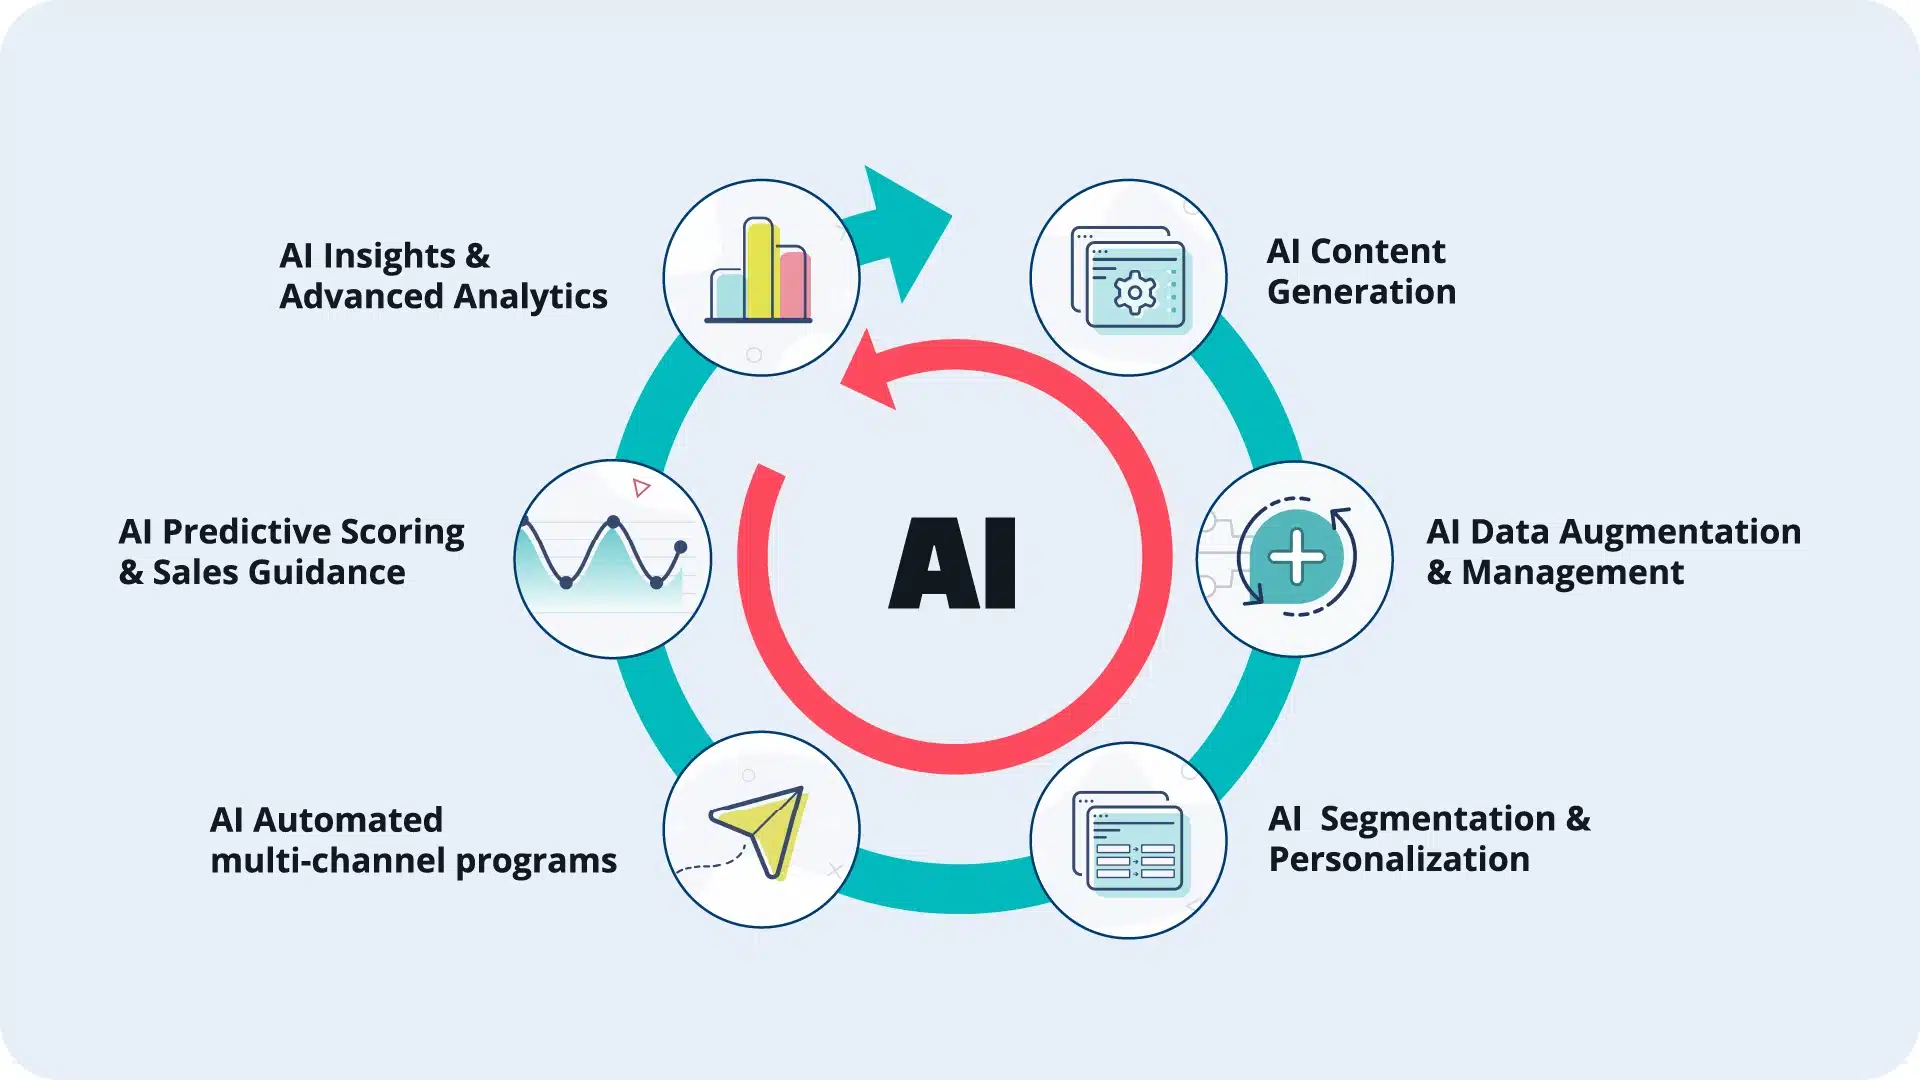 AI Insights &
Advanced Analytics
AI Content
Generation
AI Predictive Scoring
& Sales Guidance
AI
AI Data Augmentation
& Management
AI Automated
multi-channel programs
AI  Segmentation &
Personalization